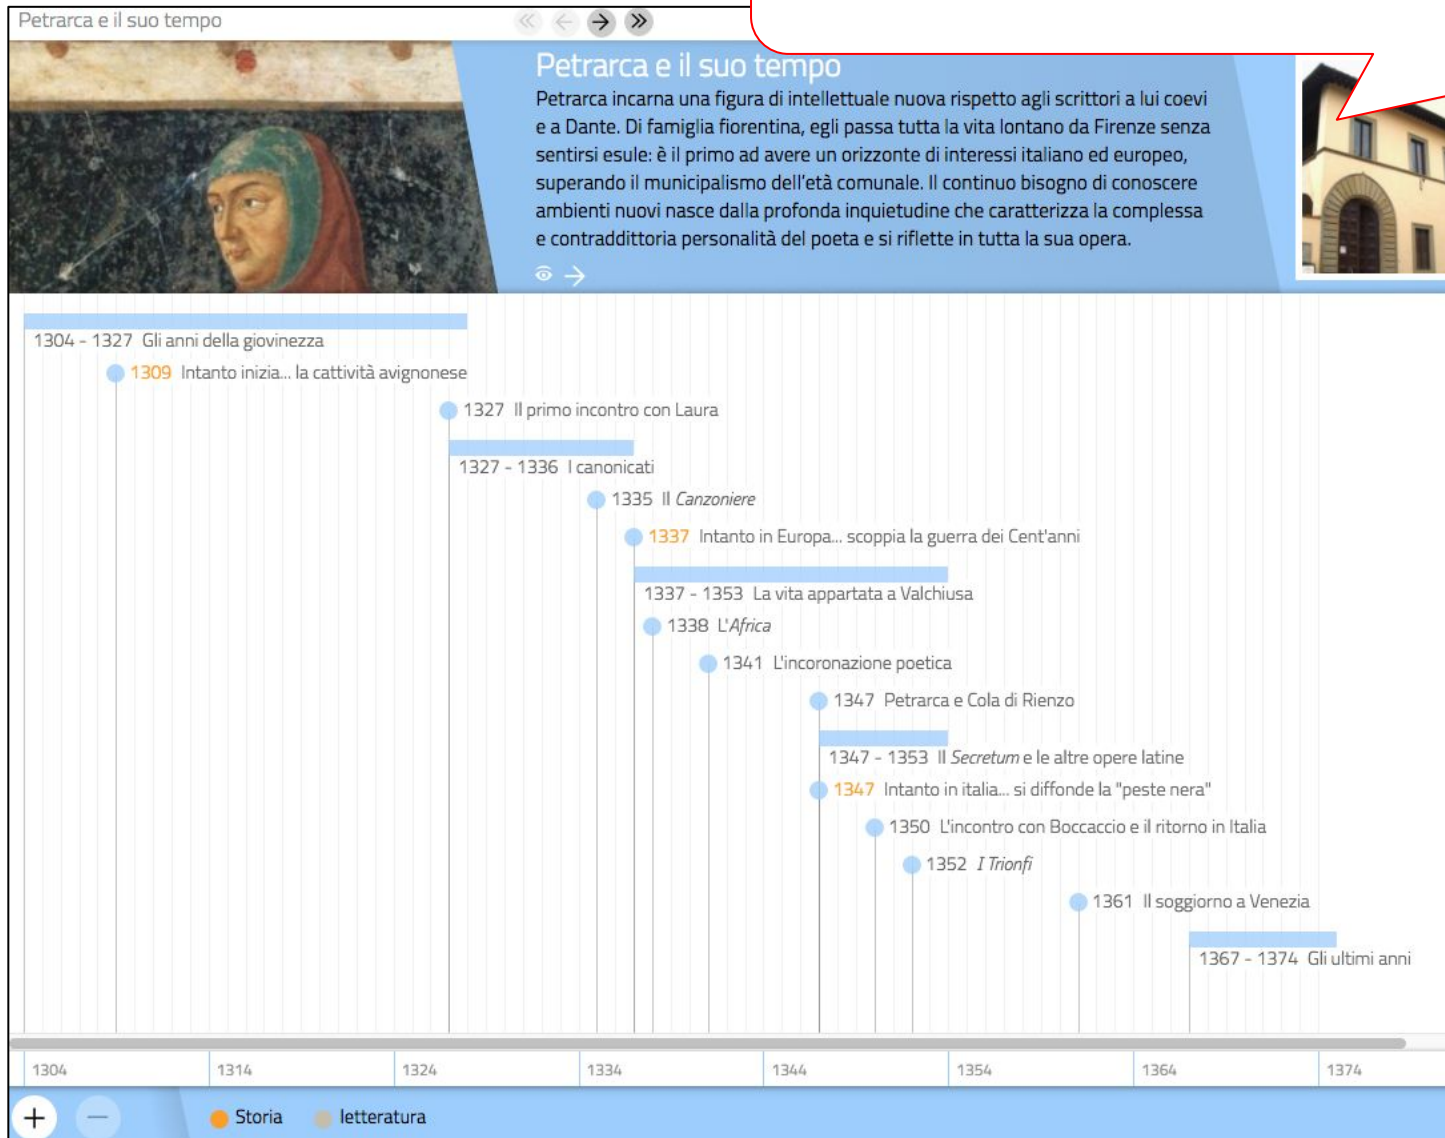 Petrarca e il suo tempo
Petrarca e il suo tempo
Petrarca incarna una figura di intellettuale nuova rispetto agli scrittori a lui coevi
e a Dante. Di famiglia fiorentina, egli passa tutta la vita lontano da Firenze senza
sentirsi esule: è il primo ad avere un orizzonte di interessi italiano ed europeo,
superando il municipalismo dell'età comunale. Il continuo bisogno di conoscere
ambienti nuovi nasce dalla profonda inquietudine che caratterizza la complessa
e contraddittoria personalità del poeta e si riflette in tutta la sua opera.
1304 - 1327 Gli anni della giovinezza
1309 Intanto inizia... la cattività avignonese
1327 Il primo incontro con Laura
1327 - 1336 I canonicati
1335 Il Canzoniere
1337 Intanto in Europa... scoppia la guerra dei Cent'anni
1337 - 1353 La vita appartata a Valchiusa
1338 L'Africa
1341 L'incoronazione poetica
1347 Petrarca e Cola di Rienzo
1347 - 1353 Il Secretum e le altre opere latine
1347 Intanto in italia... si diffonde la "peste nera"
1350 L'incontro con Boccaccio e il ritorno in Italia
1352 I Trionfi
1361 Il soggiorno a Venezia
1367 - 1374 Gli ultimi anni
1304 1314 1324 1334 1344 1354 1364 1374
Storia letteratura